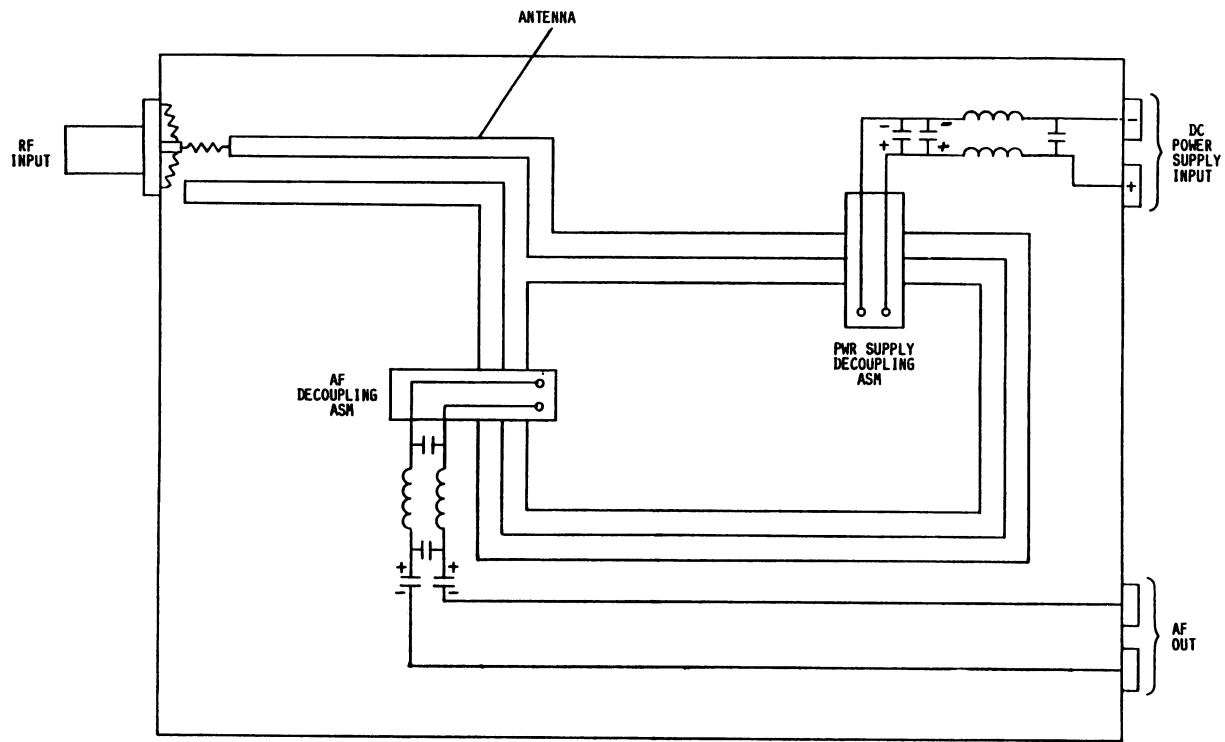 ANTENNA
RF
INPUT
- -
+ +
-
+
DC
POWER
SUPPLY
INPUT
PWR SUPPLY
DECOUPLING
ASM
AF
DECOUPLING
ASM
+ +
- -
AF
OUT